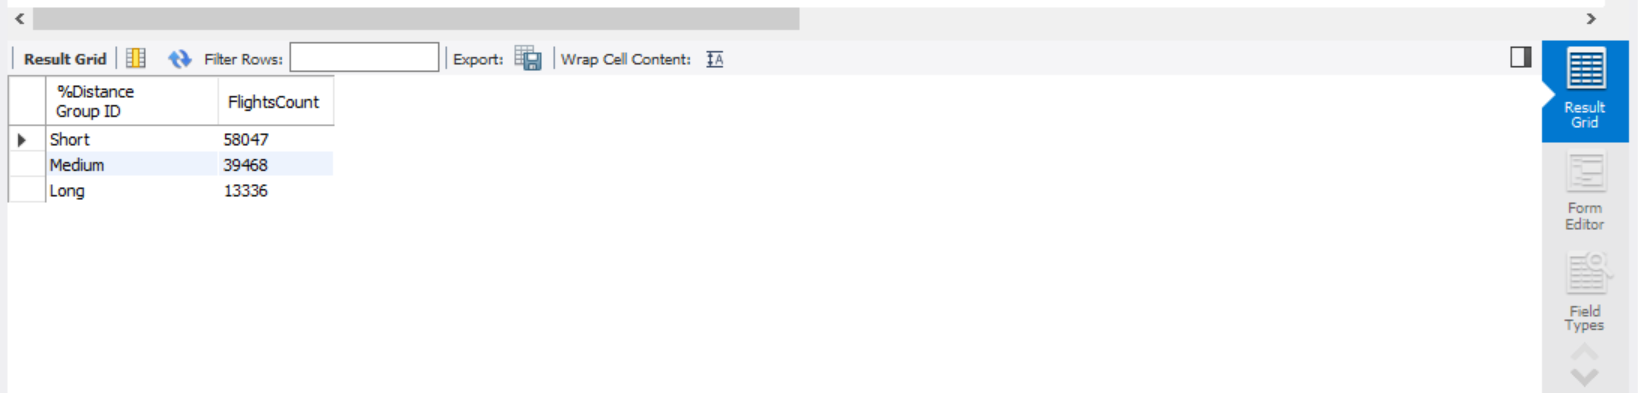 Result Grid Filter Rows: Export: Wrap Cell Content:
%Distance
Group ID FlightsCount
Short 58047
Medium 39468
Long 13336
Result
Grid
Form
Editor
Field
Types